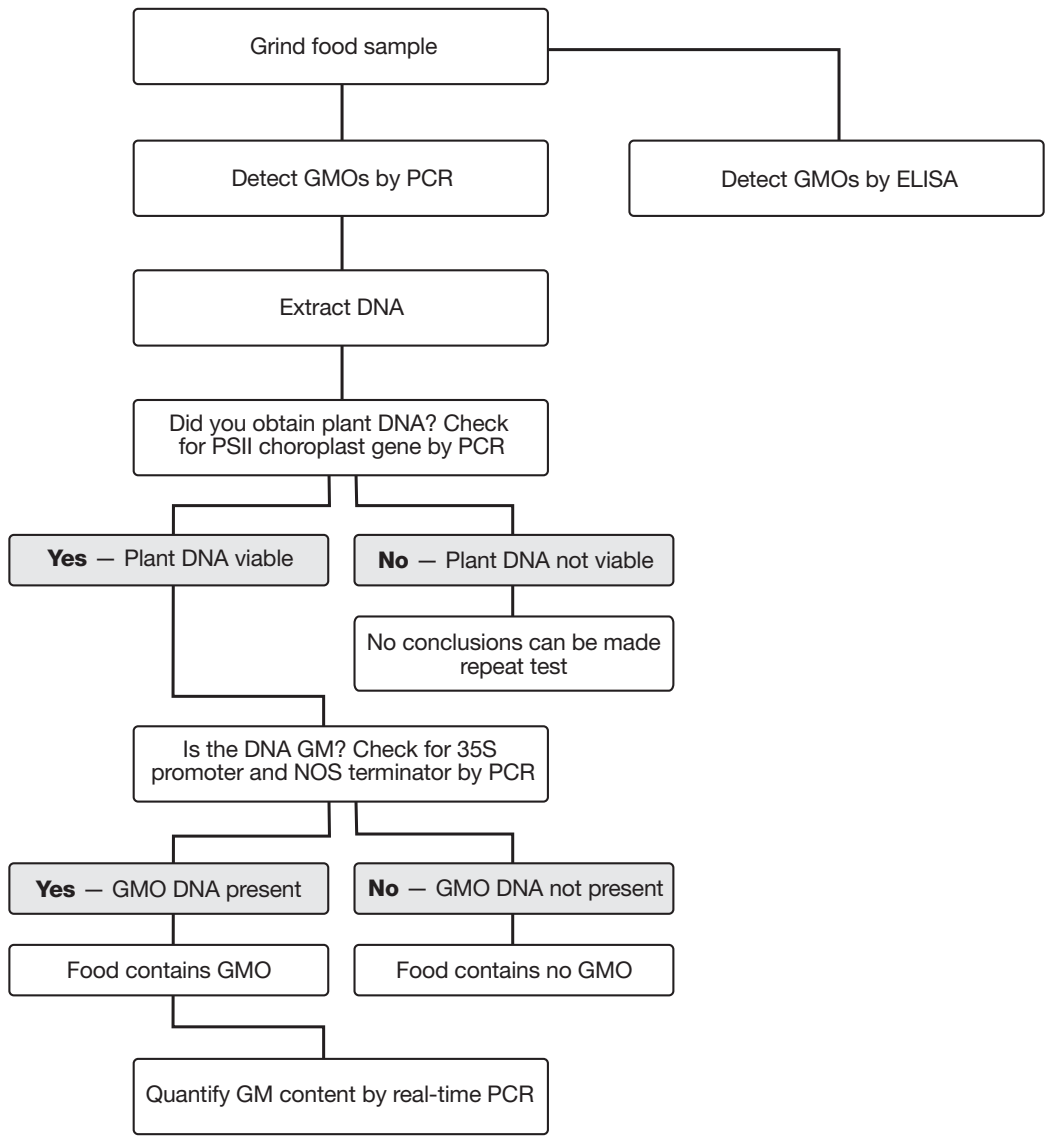 Grind food sample
Detect GMOs by PCR
Detect GMOs by ELISA
Extract DNA
Did you obtain plant DNA? Check
for PSII choroplast gene by PCR
Yes — Plant DNA viable
No — Plant DNA not viable
No conclusions can be made
repeat test
Is the DNA GM? Check for 35S
promoter and NOS terminator by PCR
Yes — GMO DNA present
No — GMO DNA not present
Food contains GMO
Food contains no GMO
Quantify GM content by real-time PCR